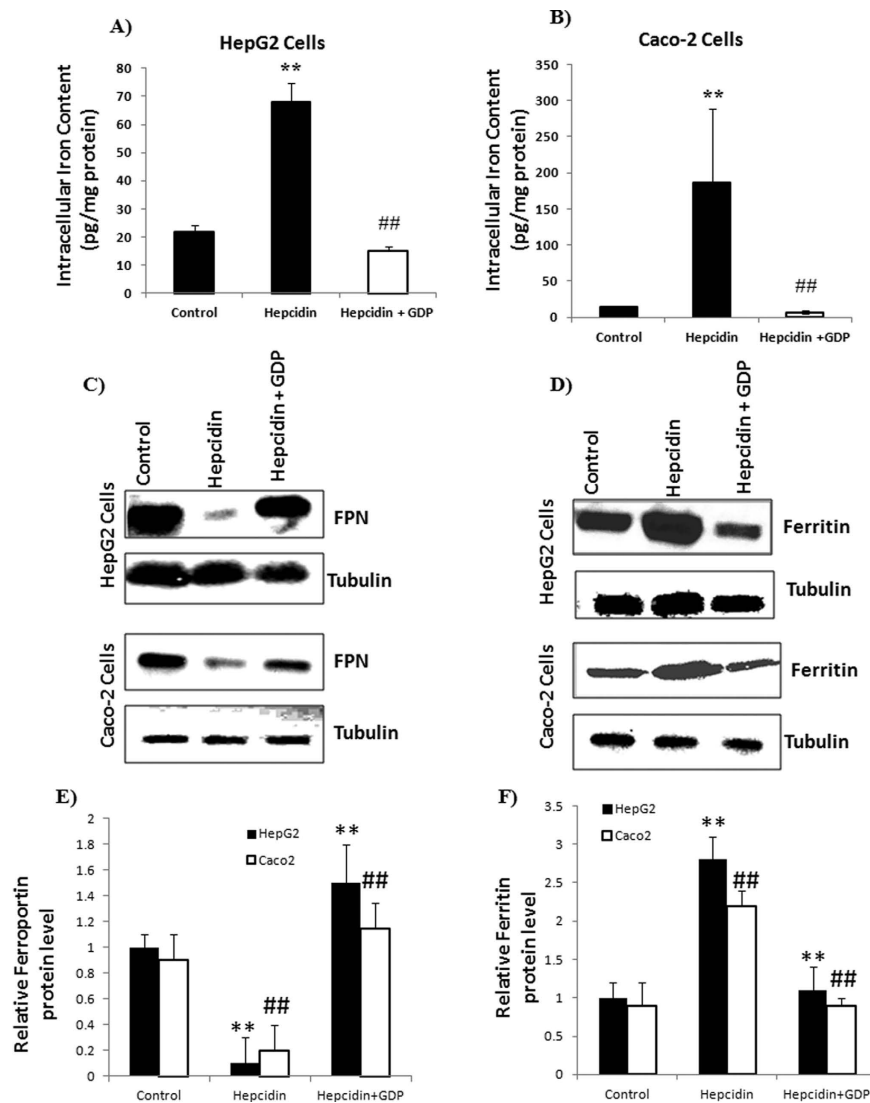 A)
HepG2 Cells
Intracellular Iron Content
(pg/mg protein)
80
70
60
50
40
30
20
10
0
**
##
Control
Hepcidin
Hepcidin + GDP
B)
Caco-2 Cells
Intracellular Iron Content
(pg/mg protein)
350
300
250
200
150
100
50
0
**
##
Control
Hepcidin
Hepcidin +GDP
C)
Control
Hepcidin
Hepcidin + GDP
HepG2 Cells
FPN
Tubulin
Caco-2 Cells
FPN
Tubulin
D)
Control
Hepcidin
Hepcidin + GDP
HepG2 Cells
Ferritin
Tubulin
Caco-2 Cells
Ferritin
Tubulin
E)
Relative Ferroportin
protein level
2
1.8
1.6
1.4
1.2
1
0.8
0.6
0.4
0.2
0
HepG2
Caco2
**
##
**
##
Control
Hepcidin
Hepcidin+GDP
F)
Relative Ferritin
protein level
3.5
3
2.5
2
1.5
1
0.5
0
HepG2
Caco2
**
##
**
##
Control
Hepcidin
Hepcidin+GDP